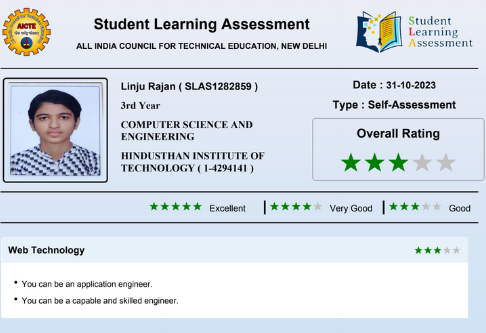 AICTE
Student Learning Assessment
ALL INDIA COUNCIL FOR TECHNICAL EDUCATION, NEW DELHI
Student
Learning
Assessment
Linju Rajan ( SLAS1282859 )
3rd Year
COMPUTER SCIENCE AND
ENGINEERING
HINDUSTHAN INSTITUTE OF
TECHNOLOGY ( 1-4294141 )
Date : 31-10-2023
Type : Self-Assessment
Overall Rating
Excellent
Very Good
Good
Web Technology
• You can be an application engineer.
• You can be a capable and skilled engineer.